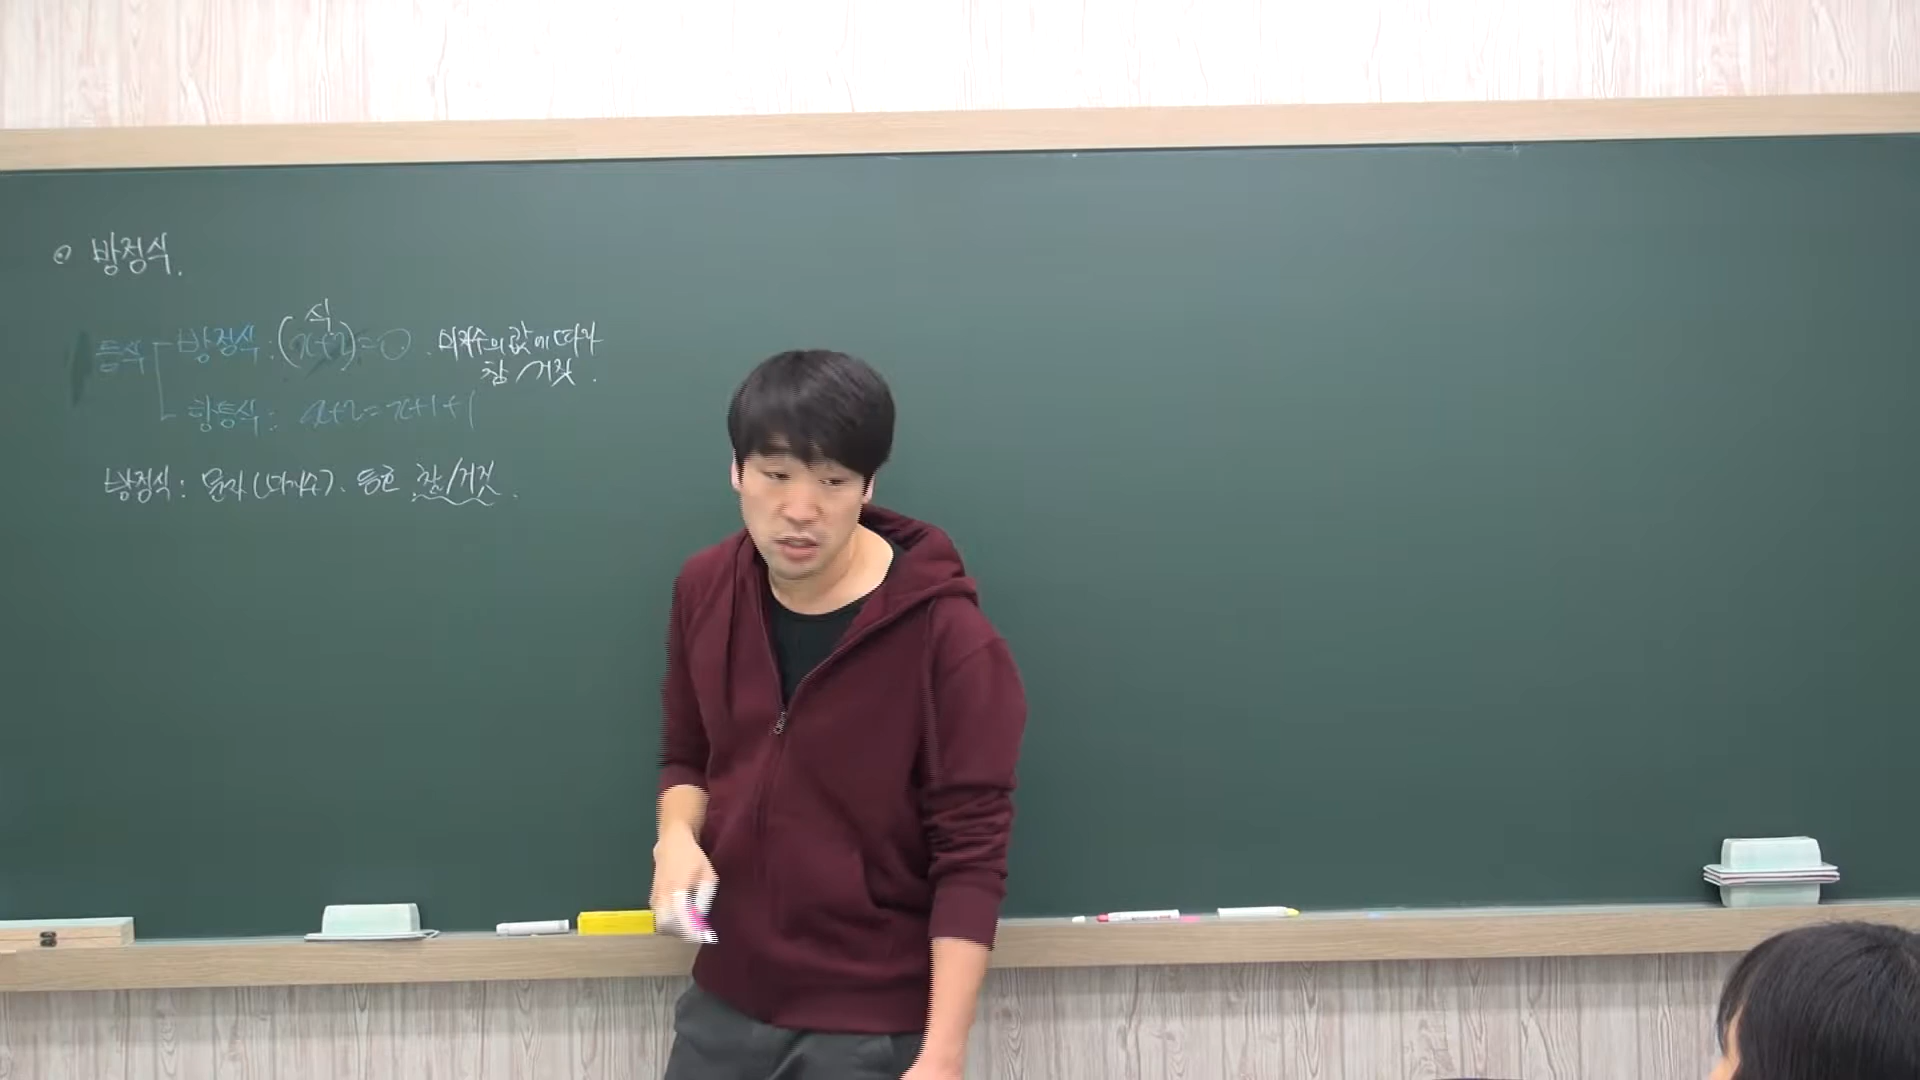 ◎ 방정식.
식
등식 방정식: (x+2)=0. 미지수의 값에 따라
참/거짓.
항등식: x+2=x+1+1
방정식: 문자(미지수). 등호 참/거짓.